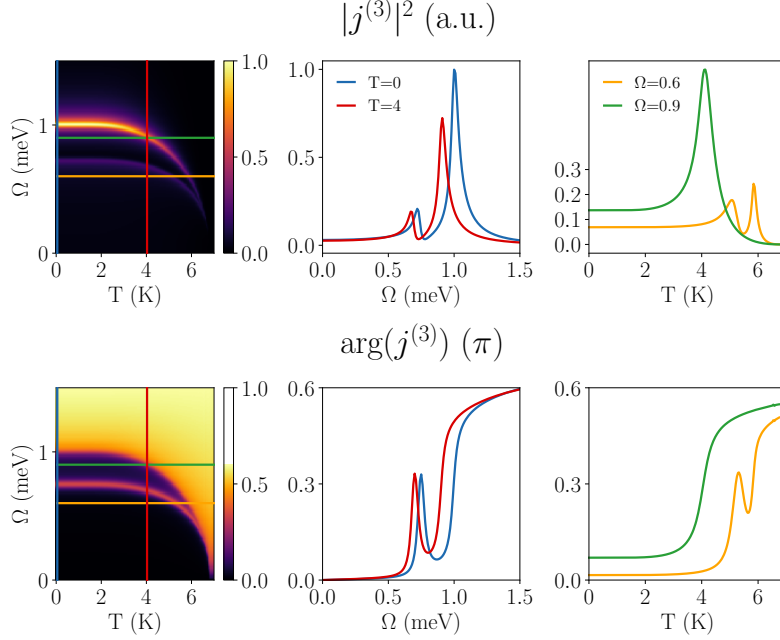 |j^{(3)}|^2 (a.u.)
Ω (meV)
1
0
0 2 4 6
T (K)
1.0
0.5
0.0
1.0
0.5
0.0
T=0
T=4
0.0 0.5 1.0 1.5
Ω (meV)
0.3
0.2
0.1
0.0
Ω=0.6
Ω=0.9
0 2 4 6
T (K)
arg(j^{(3)}) (π)
Ω (meV)
1
0
0 2 4 6
T (K)
1.0
0.5
0.0
0.6
0.3
0.0
0.0 0.5 1.0 1.5
Ω (meV)
0.6
0.3
0.0
0 2 4 6
T (K)